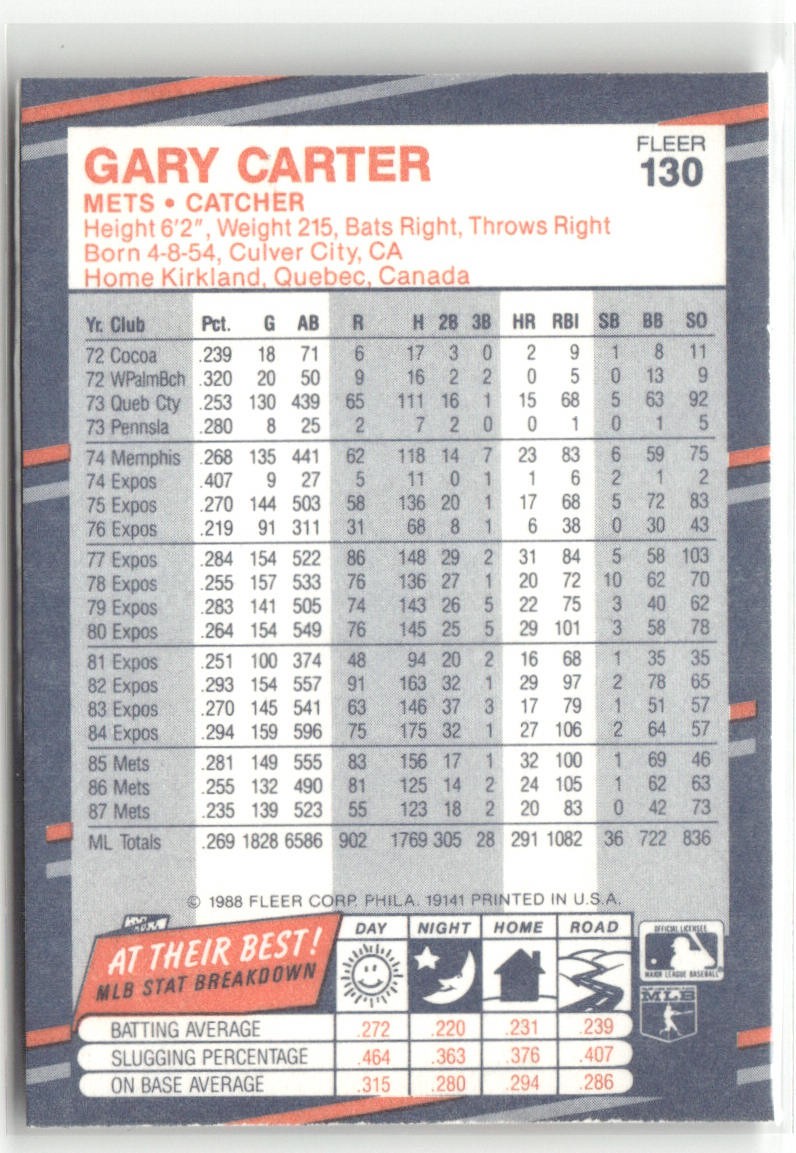 FLEER
GARY CARTER 130
METS • CATCHER
Height 6'2", Weight 215, Bats Right, Throws Right
Born 4-8-54, Culver City, CA
Home Kirkland, Quebec, Canada
Yr. Club Pct. G AB R H 2B 3B HR RBI SB BB SO
72 Cocoa .239 18 71 6 17 3 0 2 9 1 8 11
72 WPalmBch .320 20 50 9 16 2 2 0 5 0 13 9
73 Queb Cty .253 130 439 65 111 16 1 15 68 5 63 92
73 Pennsla .280 8 25 2 7 2 0 0 1 0 1 5
74 Memphis .268 135 441 62 118 14 7 23 83 6 59 75
74 Expos .407 9 27 5 11 0 1 1 6 2 1 2
75 Expos .270 144 503 58 136 20 1 17 68 5 72 83
76 Expos .219 91 311 31 68 8 1 6 38 0 30 43
77 Expos .284 154 522 86 148 29 2 31 84 5 58 103
78 Expos .255 157 533 76 136 27 1 20 72 10 62 70
79 Expos .283 141 505 74 143 26 5 22 75 3 40 62
80 Expos .264 154 549 76 145 25 5 29 101 3 58 78
81 Expos .251 100 374 48 94 20 2 16 68 1 35 35
82 Expos .293 154 557 91 163 32 1 29 97 2 78 65
83 Expos .270 145 541 63 146 37 3 17 79 1 51 57
84 Expos .294 159 596 75 175 32 1 27 106 2 64 57
85 Mets .281 149 555 83 156 17 1 32 100 1 69 46
86 Mets .255 132 490 81 125 14 2 24 105 1 62 63
87 Mets .235 139 523 55 123 18 2 20 83 0 42 73
ML Totals .269 1828 6586 902 1769 305 28 291 1082 36 722 836
© 1988 FLEER CORP. PHILA. 19141 PRINTED IN U.S.A.
AT THEIR BEST!
MLB STAT BREAKDOWN
DAY NIGHT HOME ROAD
OFFICIAL LICENSEE
MAJOR LEAGUE BASEBALL
MLB
BATTING AVERAGE .272 .220 .231 .239
SLUGGING PERCENTAGE .464 .363 .376 .407
ON BASE AVERAGE .315 .280 .294 .286